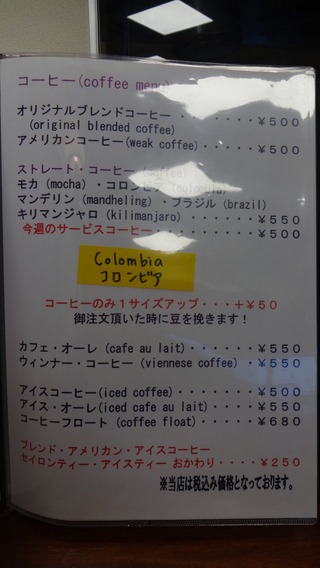 コーヒー(coffee menu)
オリジナルブレンドコーヒー ・・・・・・・・￥５００
(original blended coffee)
アメリカンコーヒー(weak coffee)・・・・・￥５００
ストレート・コーヒー
モカ (mocha) ・コロンビア (colombia)
マンデリン (mandheling) ・ブラジル (brazil)
キリマンジャロ (kilimanjaro) ・・・・・・￥５５０
今週のサービスコーヒー・・・・・・・・・￥５００
Colombia
コロンビア
コーヒーのみ１サイズアップ・・・＋￥５０
御注文頂いた時に豆を挽きます！
カフェ・オーレ (cafe au lait)・・・・・・￥５５０
ウィンナー・コーヒー (viennese coffee) ・￥５５０
アイスコーヒー(iced coffee)・・・・・・・￥５００
アイス・オーレ(iced cafe au lait)・・・・￥５５０
コーヒーフロート (coffee float)・・・・・￥６８０
ブレンド・アメリカン・アイスコーヒー
セイロンティー・アイスティー おかわり・・・・￥２５０
※当店は税込み価格となっております。